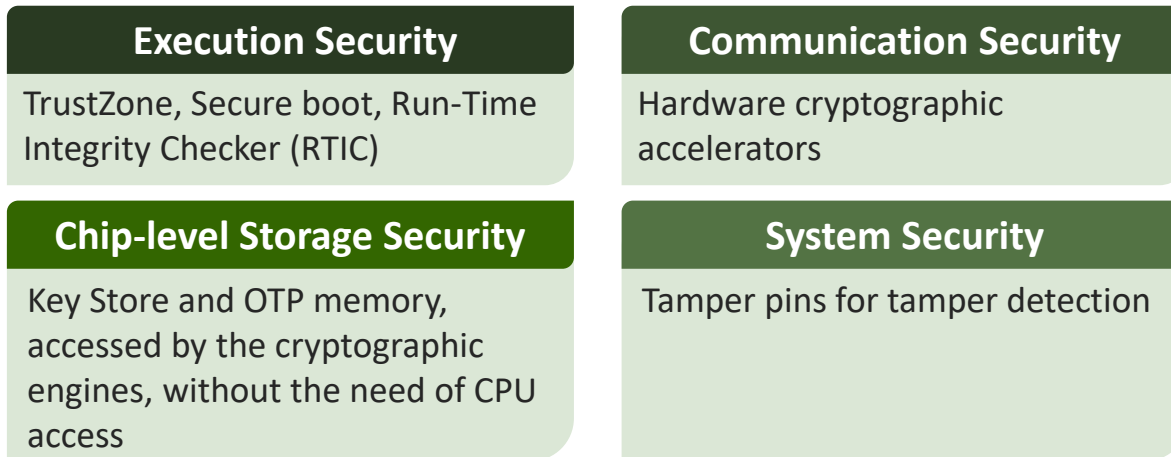 Execution Security
TrustZone, Secure boot, Run-Time
Integrity Checker (RTIC)
Communication Security
Hardware cryptographic
accelerators
Chip-level Storage Security
Key Store and OTP memory,
accessed by the cryptographic
engines, without the need of CPU
access
System Security
Tamper pins for tamper detection